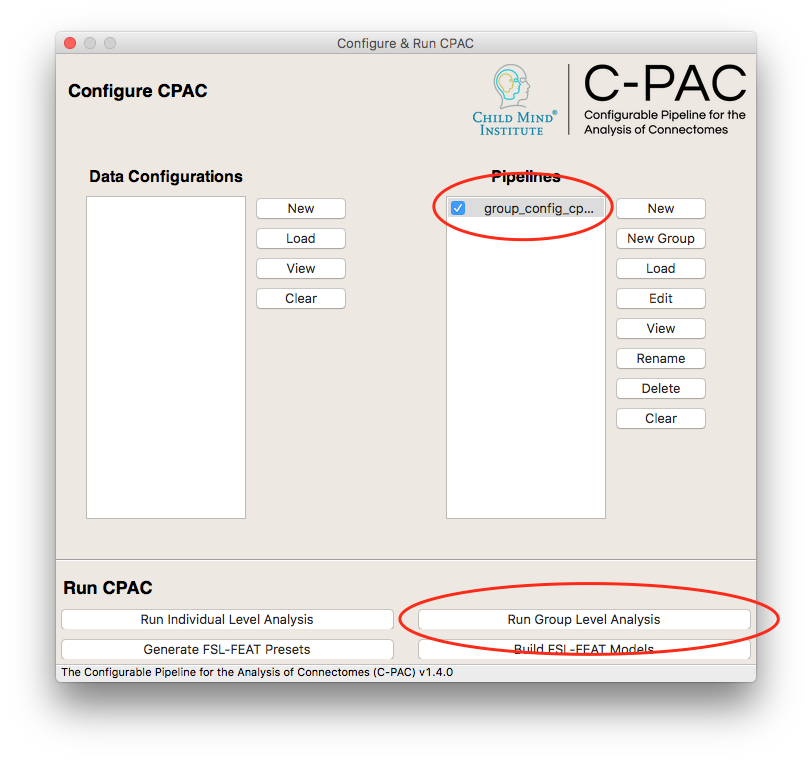 Configure & Run CPAC
Configure CPAC
CHILD MIND®
INSTITUTE
C-PAC
Configurable Pipeline for the
Analysis of Connectomes
Data Configurations
Pipelines
New
Load
View
Clear
group_config_cp...
New
New Group
Load
Edit
View
Rename
Delete
Clear
Run CPAC
Run Individual Level Analysis
Run Group Level Analysis
Generate FSL-FEAT Presets
Build FSL-FEAT Models
The Configurable Pipeline for the Analysis of Connectomes (C-PAC) v1.4.0